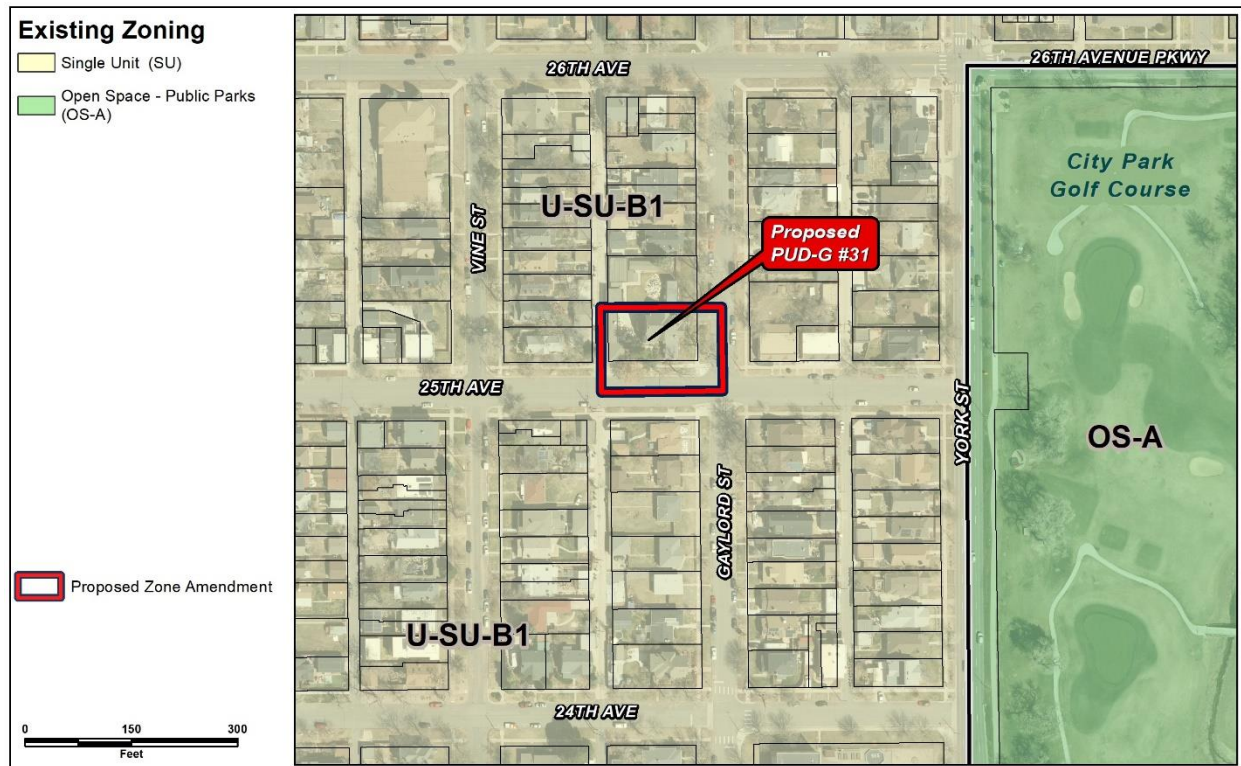 Existing Zoning
Single Unit (SU)
Open Space - Public Parks
(OS-A)
Proposed Zone Amendment
0 150 300
Feet
26TH AVE
26TH AVENUE PKWY
City Park
Golf Course
U-SU-B1
VINE ST
Proposed
PUD-G #31
25TH AVE
YORK ST
OS-A
GAYLORD ST
U-SU-B1
24TH AVE